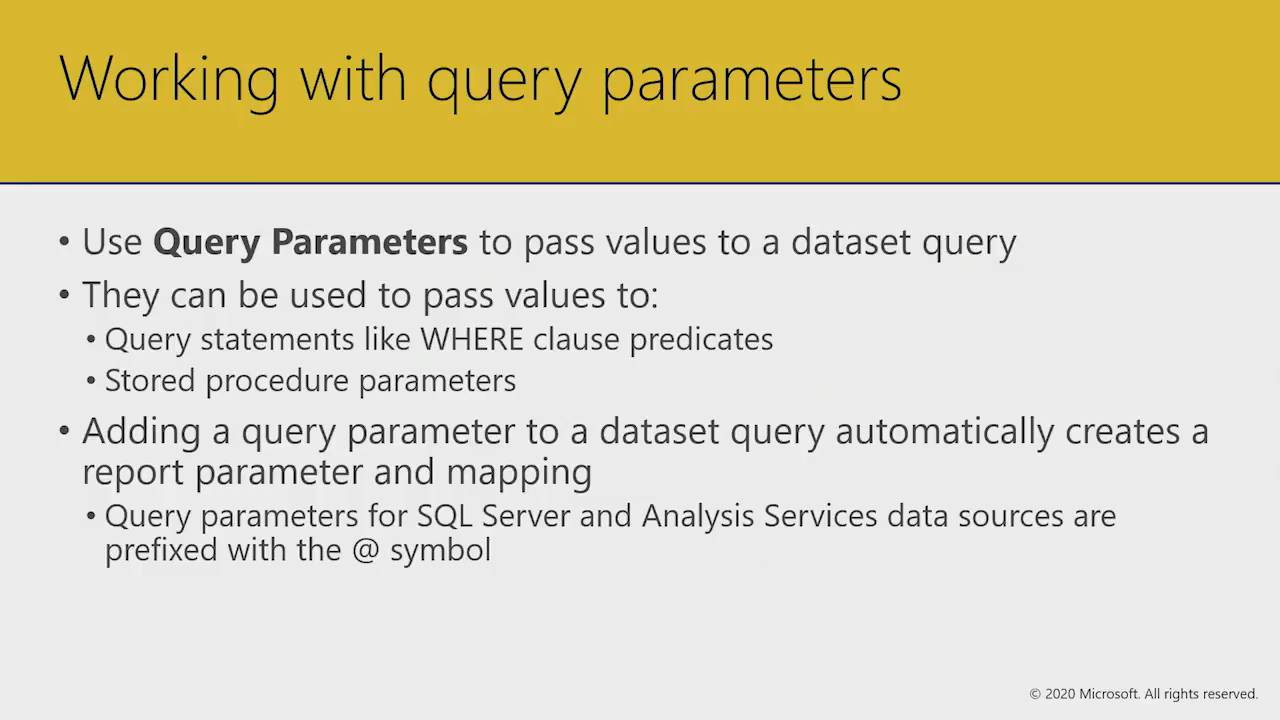 Working with query parameters
• Use Query Parameters to pass values to a dataset query
• They can be used to pass values to:
• Query statements like WHERE clause predicates
• Stored procedure parameters
• Adding a query parameter to a dataset query automatically creates a
report parameter and mapping
• Query parameters for SQL Server and Analysis Services data sources are
prefixed with the @ symbol
© 2020 Microsoft. All rights reserved.